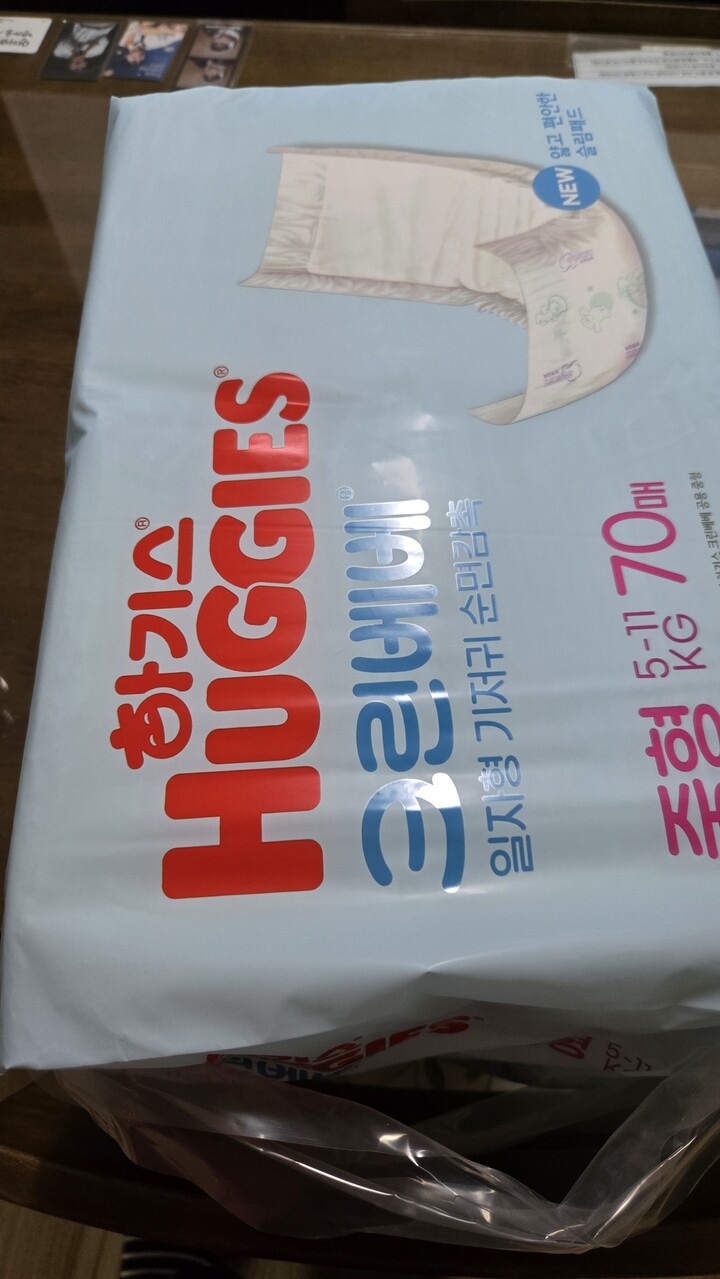 하기스®
HUGGIES®
크린베베®
일자형 기저귀 순면감촉
중형 5-11 KG 70매
NEW 얇고 편안한
슬림패드